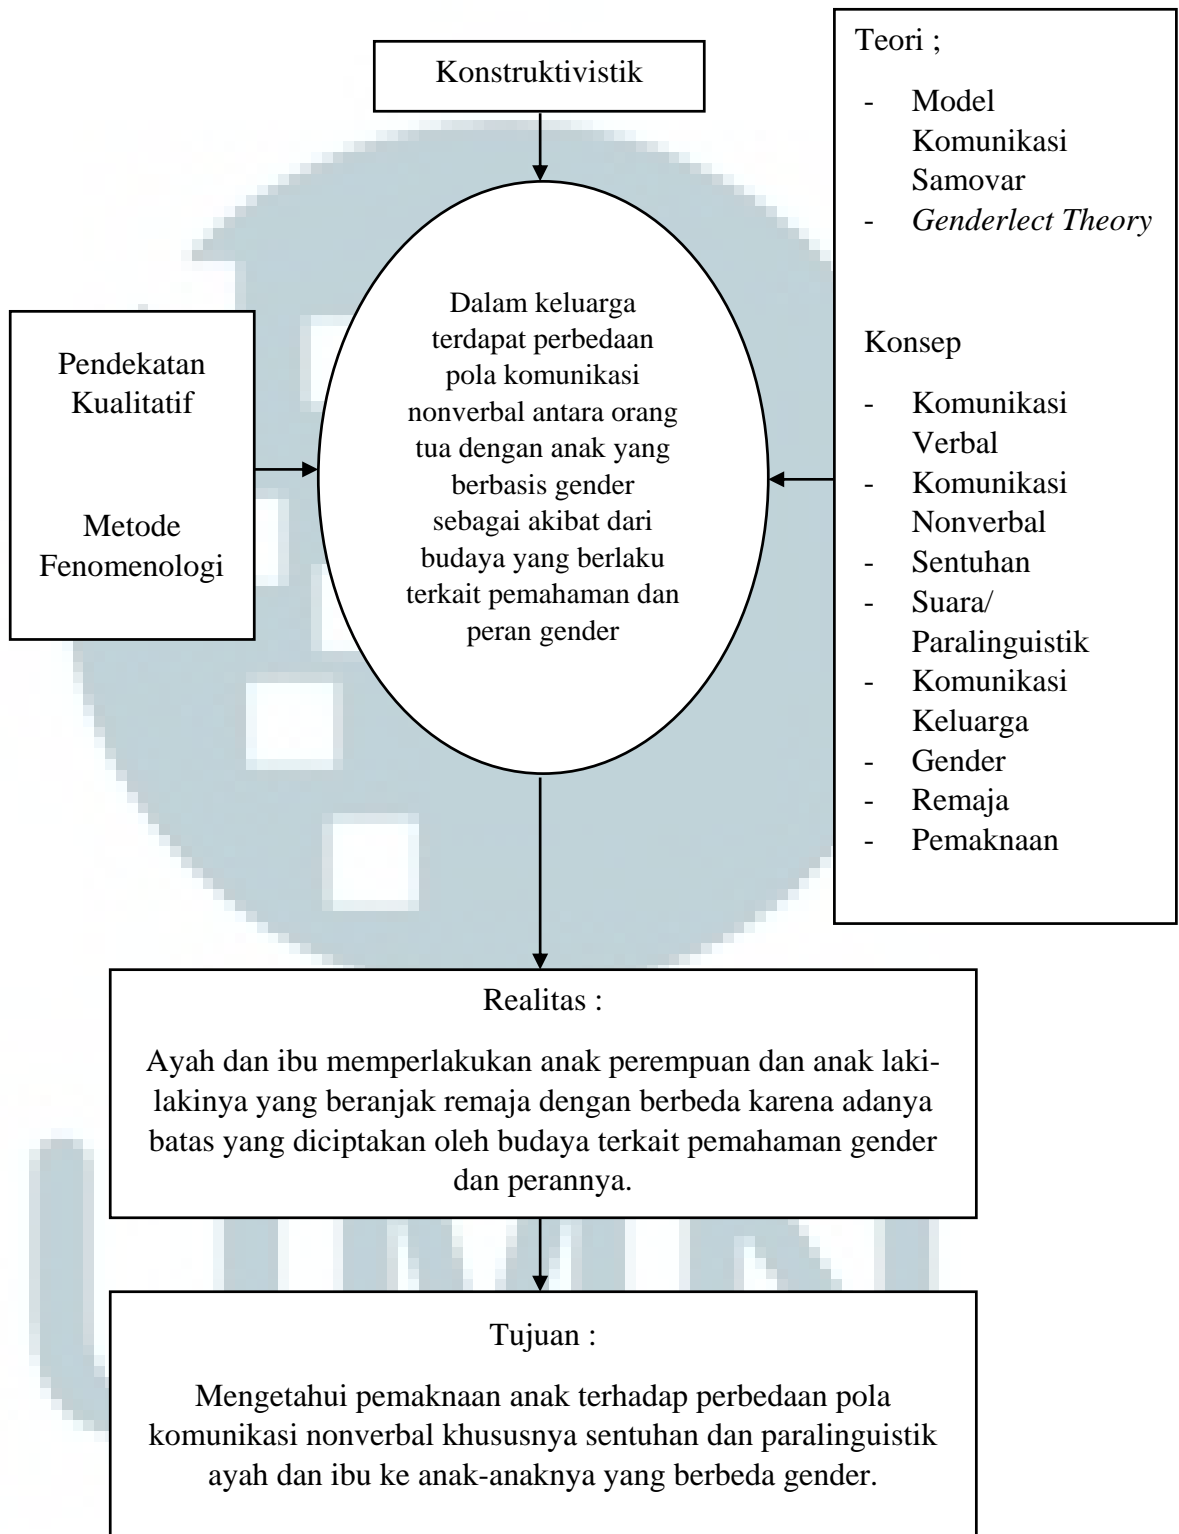 Konstruktivistik
Teori ;
- Model
Komunikasi
Samovar
- Genderlect Theory
Konsep
- Komunikasi
Verbal
- Komunikasi
Nonverbal
- Sentuhan
- Suara/
Paralinguistik
- Komunikasi
Keluarga
- Gender
- Remaja
- Pemaknaan
Pendekatan
Kualitatif
Metode
Fenomenologi
Dalam keluarga
terdapat perbedaan
pola komunikasi
nonverbal antara orang
tua dengan anak yang
berbasis gender
sebagai akibat dari
budaya yang berlaku
terkait pemahaman dan
peran gender
Realitas :
Ayah dan ibu memperlakukan anak perempuan dan anak laki-
lakinya yang beranjak remaja dengan berbeda karena adanya
batas yang diciptakan oleh budaya terkait pemahaman gender
dan perannya.
Tujuan :
Mengetahui pemaknaan anak terhadap perbedaan pola
komunikasi nonverbal khususnya sentuhan dan paralinguistik
ayah dan ibu ke anak-anaknya yang berbeda gender.
UMN